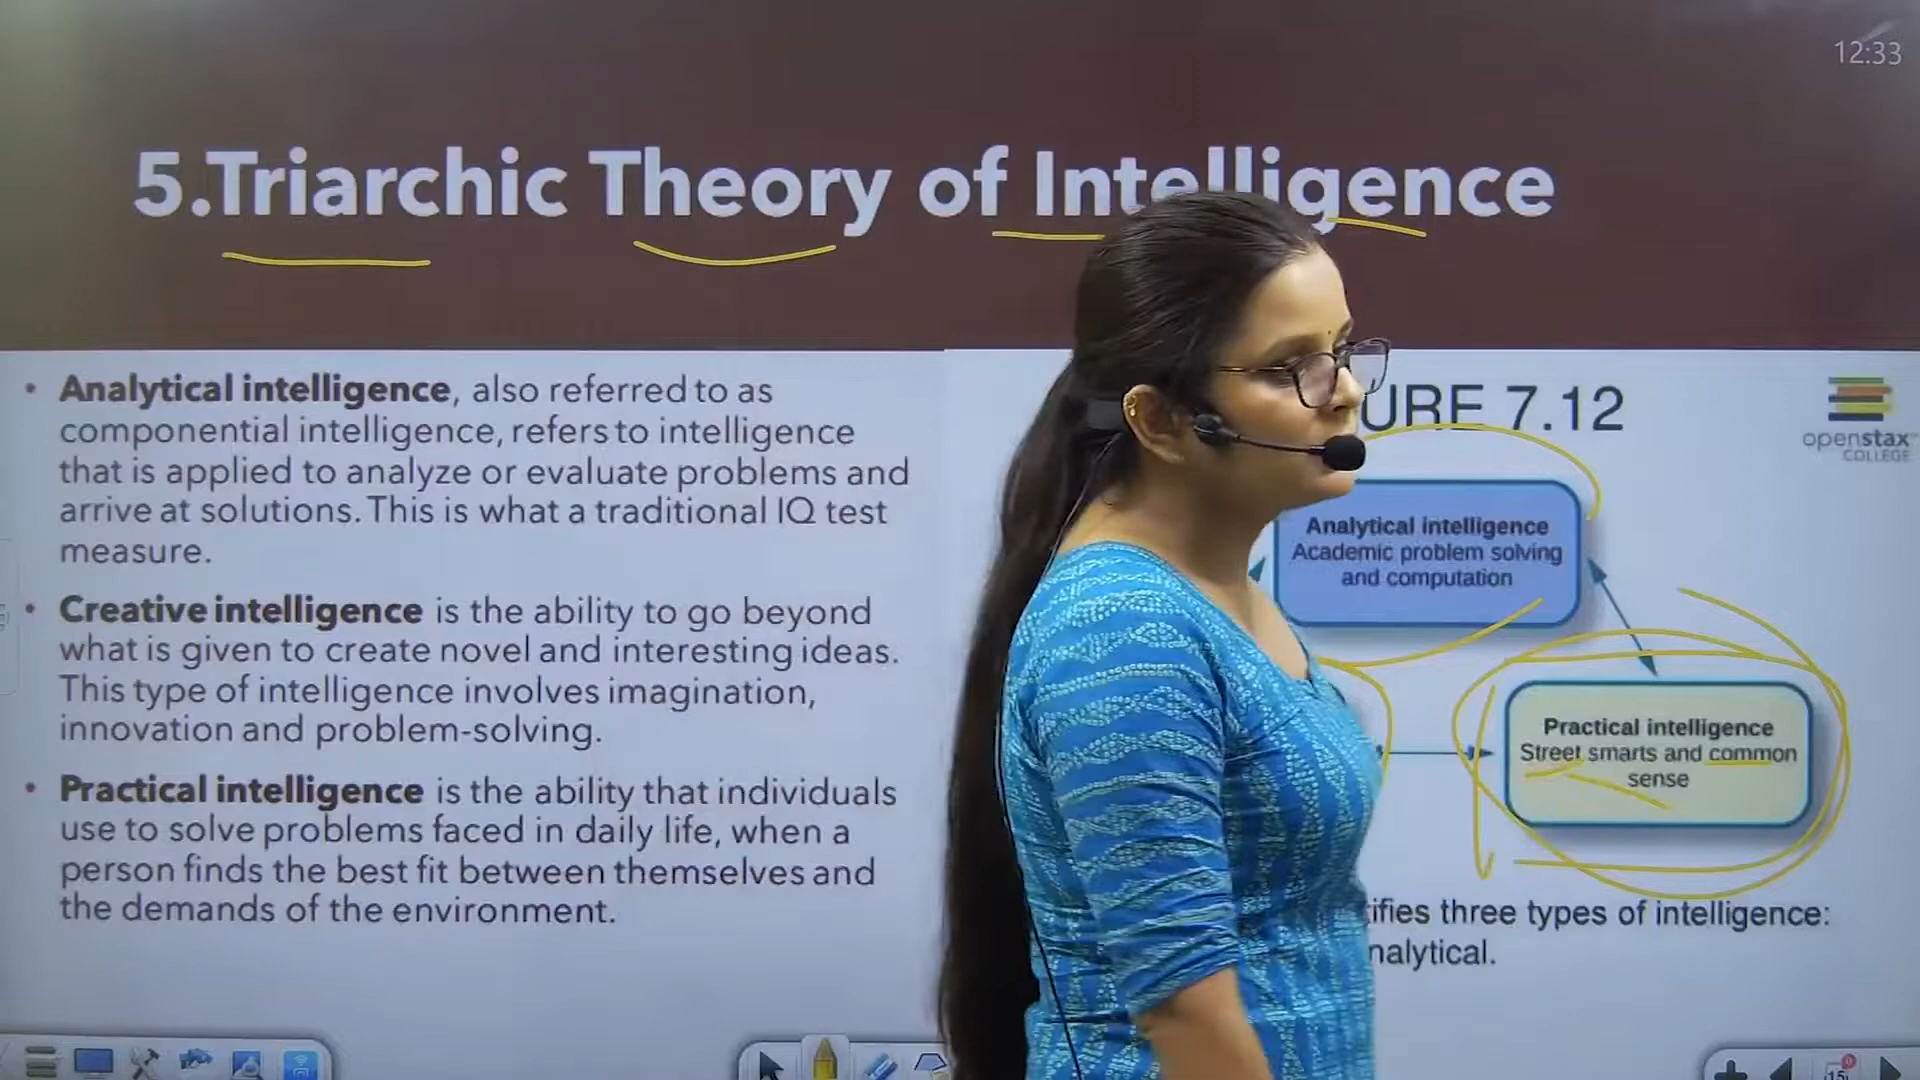 12:33
5.Triarchic Theory of Intelligence
• Analytical intelligence, also referred to as
componential intelligence, refers to intelligence
that is applied to analyze or evaluate problems and
arrive at solutions. This is what a traditional IQ test
measure.
• Creative intelligence is the ability to go beyond
what is given to create novel and interesting ideas.
This type of intelligence involves imagination,
innovation and problem-solving.
• Practical intelligence is the ability that individuals
use to solve problems faced in daily life, when a
person finds the best fit between themselves and
the demands of the environment.
URE 7.12
openstax
COLLEGE
Analytical intelligence
Academic problem solving
and computation
Practical intelligence
Street smarts and common
sense
ifies three types of intelligence:
nalytical.
15